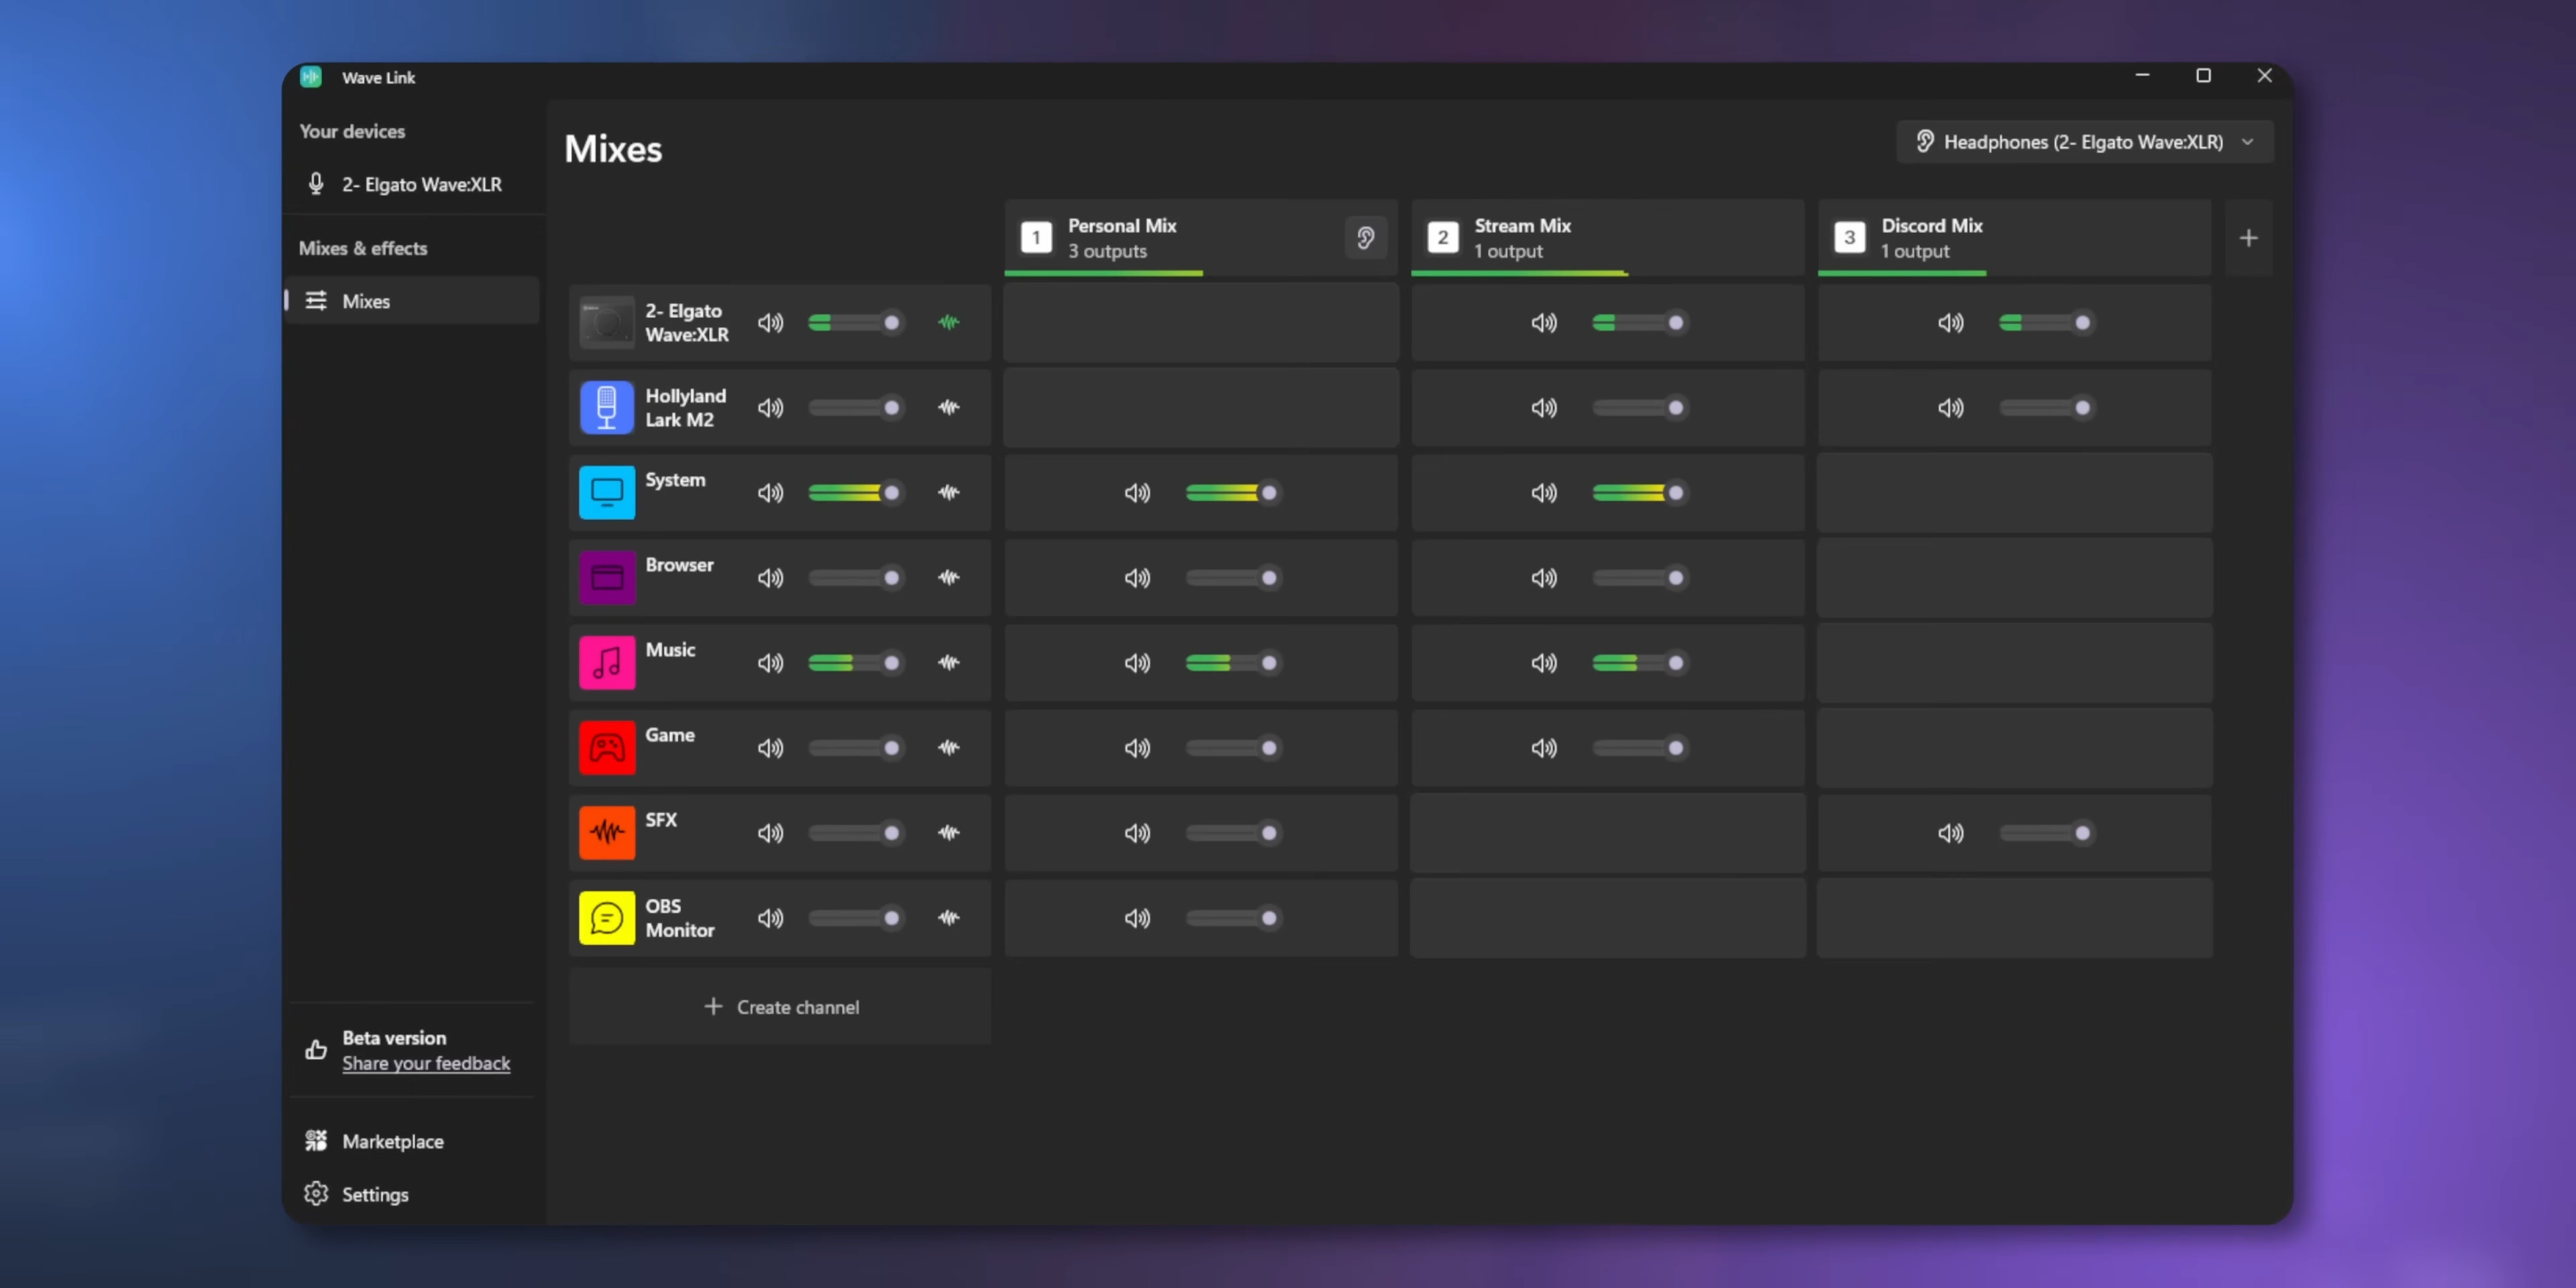 Wave Link
Your devices
2- Elgato Wave:XLR
Mixes & effects
Mixes
Beta version
Share your feedback
Marketplace
Settings
Mixes
Headphones (2- Elgato Wave:XLR)
1
Personal Mix
3 outputs
2
Stream Mix
1 output
3
Discord Mix
1 output
2- Elgato
Wave:XLR
Hollyland
Lark M2
System
Browser
Music
Game
SFX
OBS
Monitor
Create channel